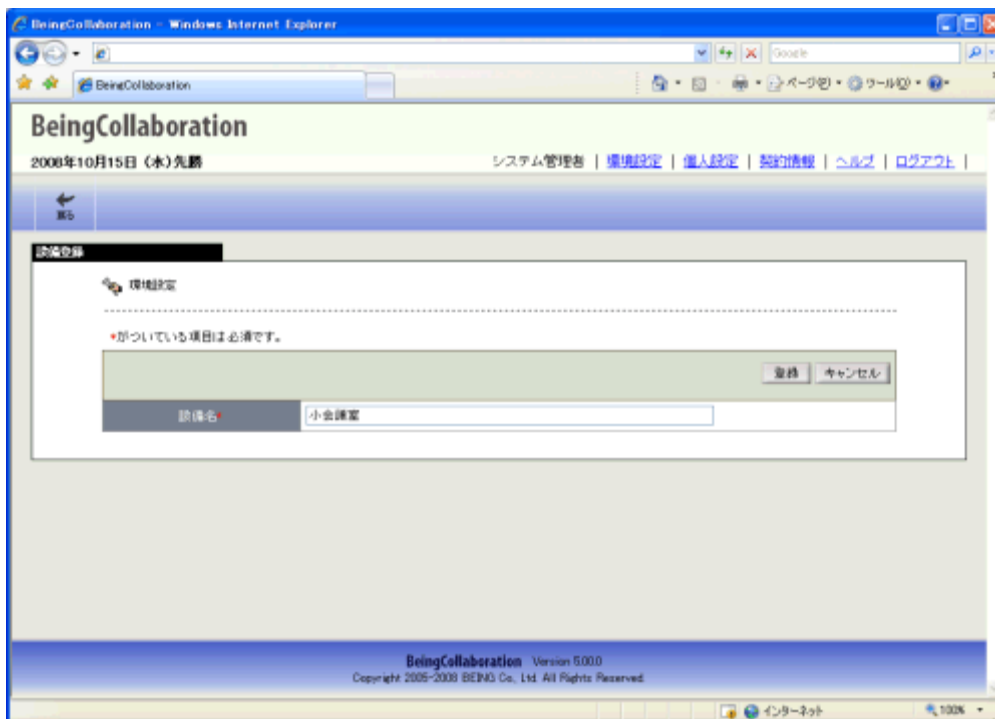 BeingCollaboration - Windows Internet Explorer
Google
BeingCollaboration
ページ(P) ツール(O)
BeingCollaboration
2008年10月15日 (水)先勝
システム管理者 | 環境設定 | 個人設定 | 契約情報 | ヘルプ | ログアウト |
戻る
設備登録
環境設定
*がついている項目は必須です。
登録 キャンセル
設備名*
小会議室
BeingCollaboration Version 5.00.0
Copyright 2005-2008 BEING Co., Ltd. All Rights Reserved.
インターネット
100%